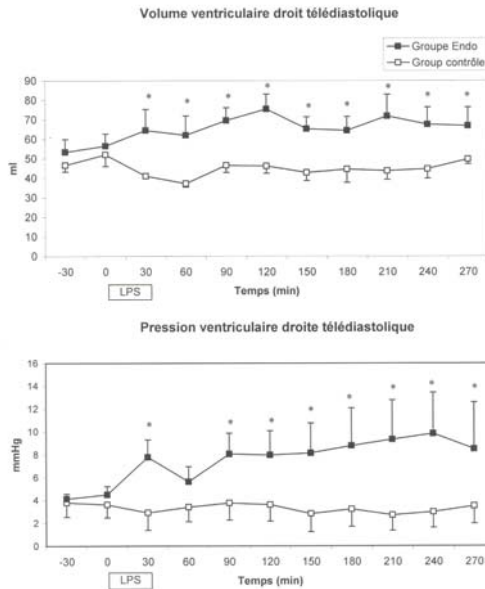 Volume ventriculaire droit télédiastolique
Groupe Endo
Group contrôle
90
80
70
60
50
40
30
20
10
0
ml
* * * * * * * * *
-30 0 30 60 90 120 150 180 210 240 270
LPS
Temps (min)
Pression ventriculaire droite télédiastolique
16
14
12
10
8
6
4
2
0
mmHg
* * * * * * * *
-30 0 30 60 90 120 150 180 210 240 270
LPS
Temps (min)